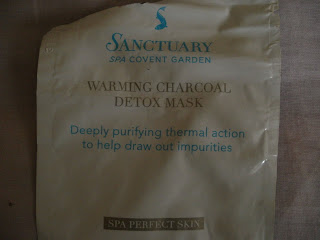 SANCTUARY
SPA COVENT GARDEN
WARMING CHARCOAL
DETOX MASK
Deeply purifying thermal action
to help draw out impurities
SPA PERFECT SKIN